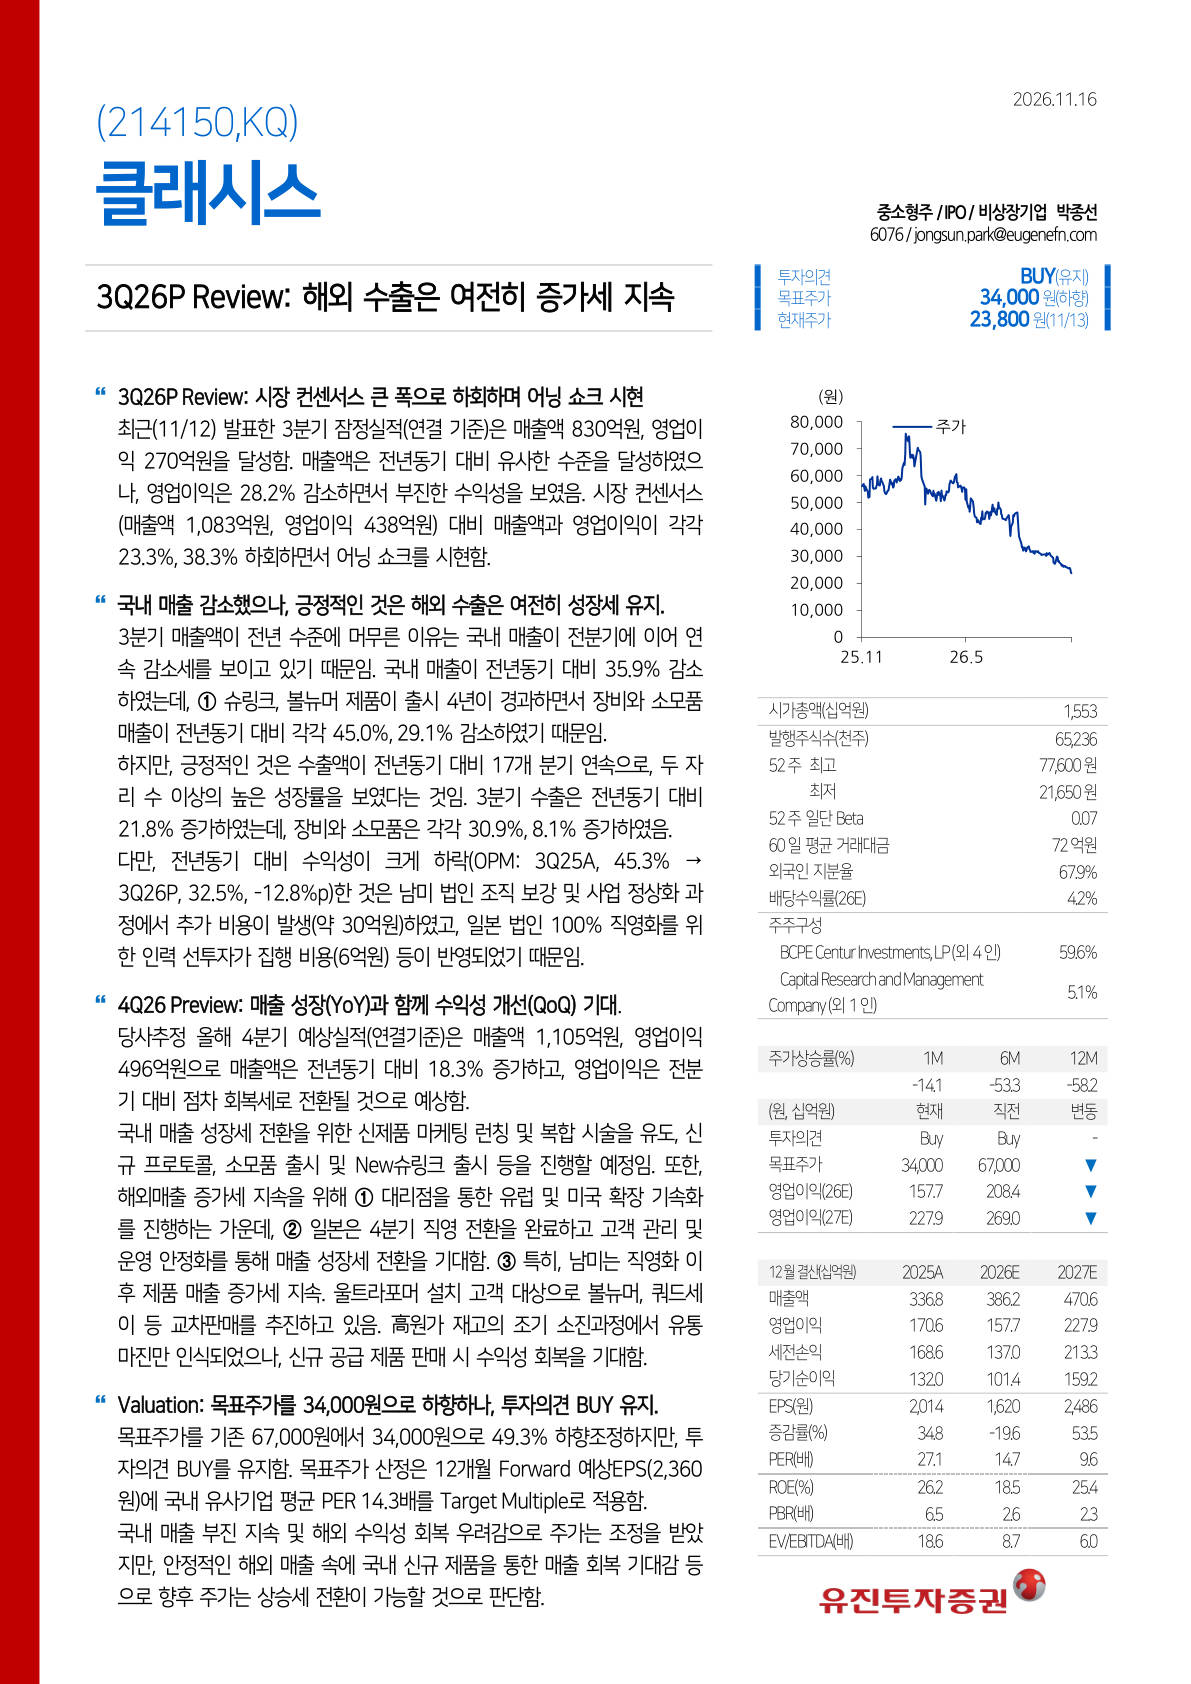 (214150,KQ)
클래시스
2026.11.16
중소형주 / IPO / 비상장기업 박종선
6076 / jongsun.park@eugenefn.com
3Q26P Review: 해외 수출은 여전히 증가세 지속
투자의견 BUY(유지)
목표주가 34,000 원(하향)
현재주가 23,800 원(11/13)
“ 3Q26P Review: 시장 컨센서스 큰 폭으로 하회하며 어닝 쇼크 시현
최근(11/12) 발표한 3분기 잠정실적(연결 기준)은 매출액 830억원, 영업이
익 270억원을 달성함. 매출액은 전년동기 대비 유사한 수준을 달성하였으
나, 영업이익은 28.2% 감소하면서 부진한 수익성을 보였음. 시장 컨센서스
(매출액 1,083억원, 영업이익 438억원) 대비 매출액과 영업이익이 각각
23.3%, 38.3% 하회하면서 어닝 쇼크를 시현함.
“ 국내 매출 감소했으나, 긍정적인 것은 해외 수출은 여전히 성장세 유지.
3분기 매출액이 전년 수준에 머무른 이유는 국내 매출이 전분기에 이어 연
속 감소세를 보이고 있기 때문임. 국내 매출이 전년동기 대비 35.9% 감소
하였는데, ① 슈링크, 볼뉴머 제품이 출시 4년이 경과하면서 장비와 소모품
매출이 전년동기 대비 각각 45.0%, 29.1% 감소하였기 때문임.
하지만, 긍정적인 것은 수출액이 전년동기 대비 17개 분기 연속으로, 두 자
리 수 이상의 높은 성장률을 보였다는 것임. 3분기 수출은 전년동기 대비
21.8% 증가하였는데, 장비와 소모품은 각각 30.9%, 8.1% 증가하였음.
다만, 전년동기 대비 수익성이 크게 하락(OPM: 3Q25A, 45.3% →
3Q26P, 32.5%, -12.8%p)한 것은 남미 법인 조직 보강 및 사업 정상화 과
정에서 추가 비용이 발생(약 30억원)하였고, 일본 법인 100% 직영화를 위
한 인력 선투자가 집행 비용(6억원) 등이 반영되었기 때문임.
“ 4Q26 Preview: 매출 성장(YoY)과 함께 수익성 개선(QoQ) 기대.
당사추정 올해 4분기 예상실적(연결기준)은 매출액 1,105억원, 영업이익
496억원으로 매출액은 전년동기 대비 18.3% 증가하고, 영업이익은 전분
기 대비 점차 회복세로 전환될 것으로 예상함.
국내 매출 성장세 전환을 위한 신제품 마케팅 런칭 및 복합 시술을 유도, 신
규 프로토콜, 소모품 출시 및 New슈링크 출시 등을 진행할 예정임. 또한,
해외매출 증가세 지속을 위해 ① 대리점을 통한 유럽 및 미국 확장 기속화
를 진행하는 가운데, ② 일본은 4분기 직영 전환을 완료하고 고객 관리 및
운영 안정화를 통해 매출 성장세 전환을 기대함. ③ 특히, 남미는 직영화 이
후 제품 매출 증가세 지속. 울트라포머 설치 고객 대상으로 볼뉴머, 쿼드세
이 등 교차판매를 추진하고 있음. 高원가 재고의 조기 소진과정에서 유통
마진만 인식되었으나, 신규 공급 제품 판매 시 수익성 회복을 기대함.
“ Valuation: 목표주가를 34,000원으로 하향하나, 투자의견 BUY 유지.
목표주가를 기존 67,000원에서 34,000원으로 49.3% 하향조정하지만, 투
자의견 BUY를 유지함. 목표주가 산정은 12개월 Forward 예상EPS(2,360
원)에 국내 유사기업 평균 PER 14.3배를 Target Multiple로 적용함.
국내 매출 부진 지속 및 해외 수익성 회복 우려감으로 주가는 조정을 받았
지만, 안정적인 해외 매출 속에 국내 신규 제품을 통한 매출 회복 기대감 등
으로 향후 주가는 상승세 전환이 가능할 것으로 판단함.
(원)
80,000
70,000
60,000
50,000
40,000
30,000
20,000
10,000
0
주가
25.11 26.5
시가총액(십억원) 1,553
발행주식수(천주) 65,236
52 주 최고 77,600 원
최저 21,650 원
52 주 일단 Beta 0.07
60 일 평균 거래대금 72 억원
외국인 지분율 67.9%
배당수익률(26E) 4.2%
주주구성
BCPE Centur Investments, LP (외 4 인) 59.6%
Capital Research and Management
Company (외 1 인) 5.1%
주가상승률(%) 1M 6M 12M
-14.1 -53.3 -58.2
(원, 십억원) 현재 직전 변동
투자의견 Buy Buy -
목표주가 34,000 67,000 ▼
영업이익(26E) 157.7 208.4 ▼
영업이익(27E) 227.9 269.0 ▼
12 월 결산(십억원) 2025A 2026E 2027E
매출액 336.8 386.2 470.6
영업이익 170.6 157.7 227.9
세전손익 168.6 137.0 213.3
당기순이익 132.0 101.4 159.2
EPS(원) 2,014 1,620 2,486
증감률(%) 34.8 -19.6 53.5
PER(배) 27.1 14.7 9.6
ROE(%) 26.2 18.5 25.4
PBR(배) 6.5 2.6 2.3
EV/EBITDA(배) 18.6 8.7 6.0
유진투자증권